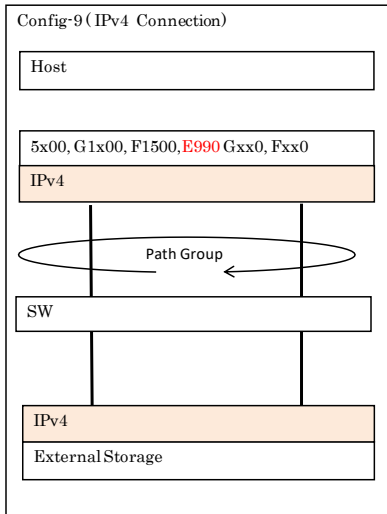 Config-9 ( IPv4 Connection)
Host
5x00, G1x00, F1500,E990 Gxx0, Fxx0
IPv4
Path Group
SW
IPv4
External Storage